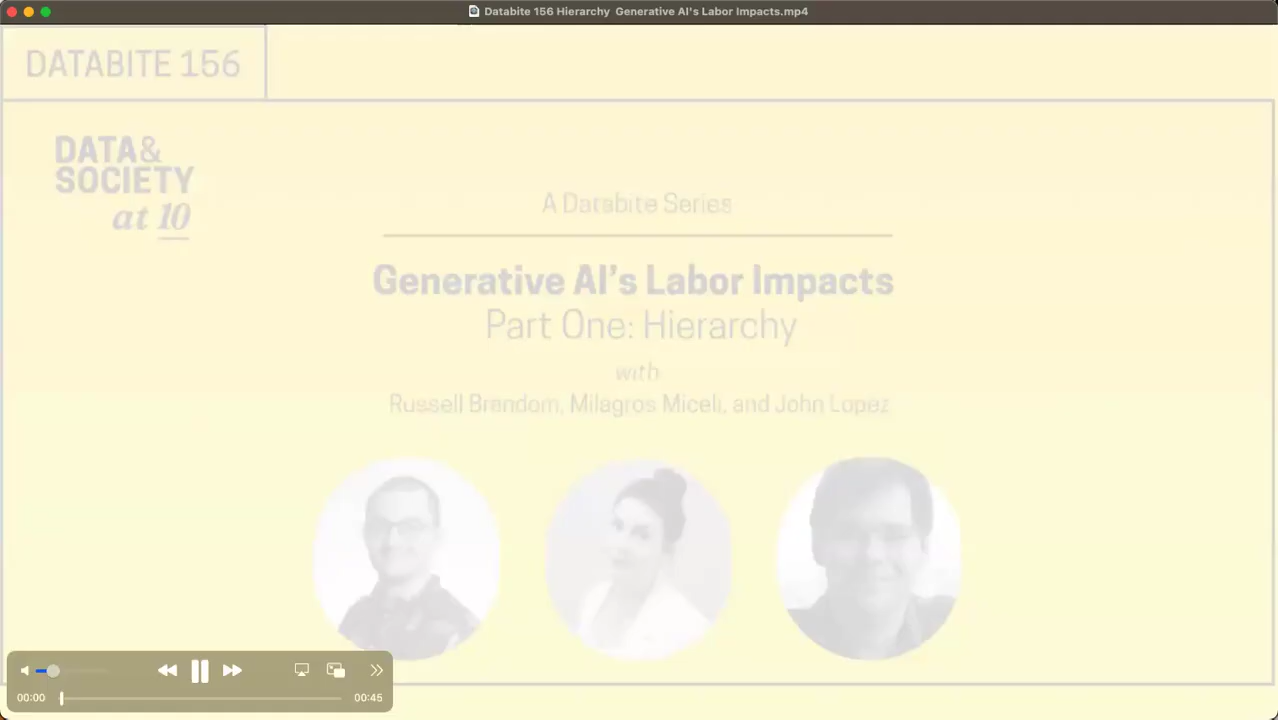 Databite 156 Hierarchy  Generative AI's Labor Impacts.mp4
DATABITE 156
DATA&
SOCIETY
at 10
A Databite Series
Generative AI's Labor Impacts
Part One: Hierarchy
with
Russell Brandom, Milagros Miceli, and John Lopez
00:00
00:45